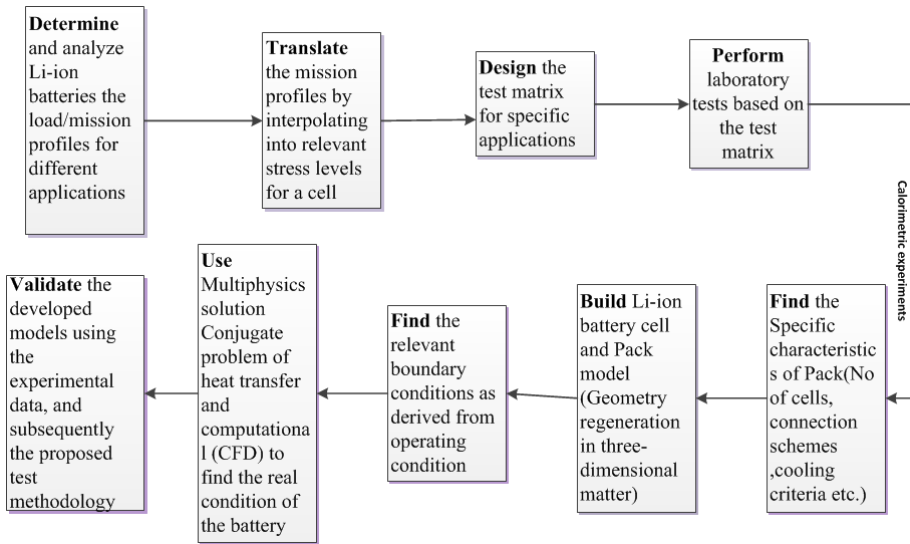 Determine
and analyze
Li-ion
batteries the
load/mission
profiles for
different
applications
Translate
the mission
profiles by
interpolating
into relevant
stress levels
for a cell
Design the
test matrix
for specific
applications
Perform
laboratory
tests based on
the test
matrix
Calorimetric experiments
Find the
Specific
characteristic
s of Pack(No
of cells,
connection
schemes
,cooling
criteria etc.)
Build Li-ion
battery cell
and Pack
model
(Geometry
regeneration
in three-
dimensional
matter)
Find the
relevant
boundary
conditions as
derived from
operating
condition
Use
Multiphysics
solution
Conjugate
problem of
heat transfer
and
computationa
l (CFD) to
find the real
condition of
the battery
Validate the
developed
models using
the
experimental
data, and
subsequently
the proposed
test
methodology